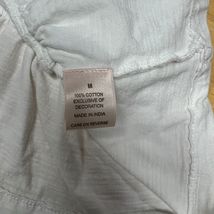 M
100% COTTON
EXCLUSIVE OF
DECORATION
MADE IN INDIA
CARE ON REVERSE